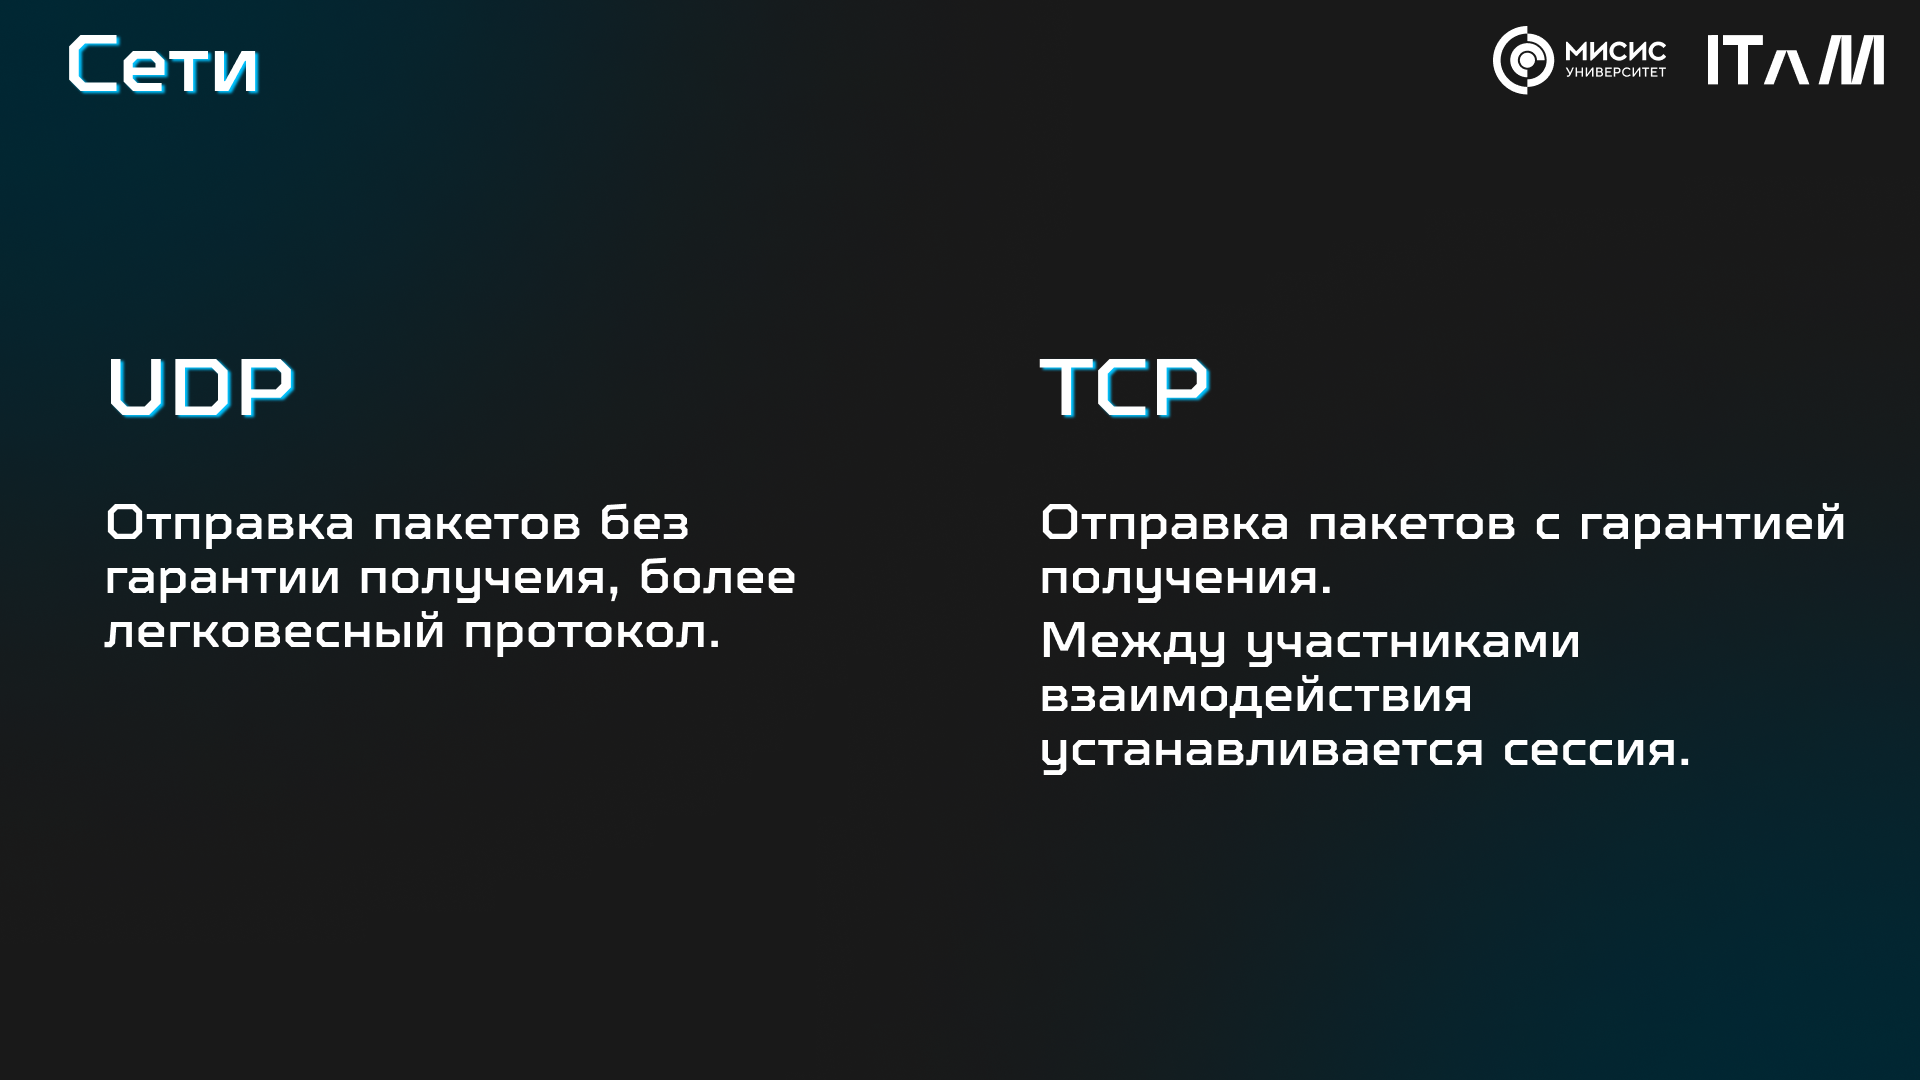 Сети
МИСИС
УНИВЕРСИТЕТ
ITAM
UDP
Отправка пакетов без
гарантии получеия, более
легковесный протокол.
TCP
Отправка пакетов с гарантией
получения.
Между участниками
взаимодействия
устанавливается сессия.